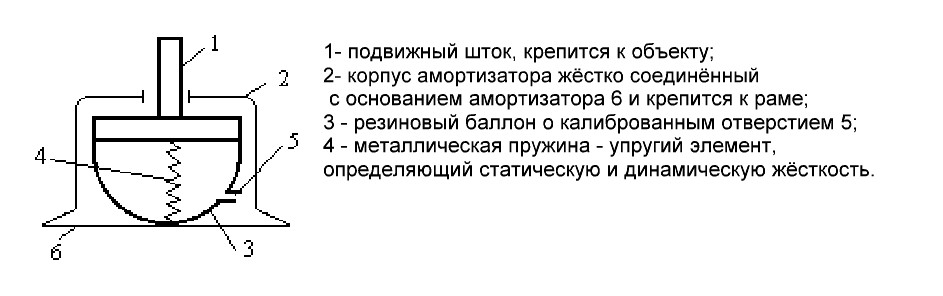 1
2
3
4
5
6
1- подвижный шток, крепится к объекту;
2- корпус амортизатора жёстко соединённый
с основанием амортизатора 6 и крепится к раме;
3 - резиновый баллон о калиброванным отверстием 5;
4 - металлическая пружина - упругий элемент,
определяющий статическую и динамическую жёсткость.